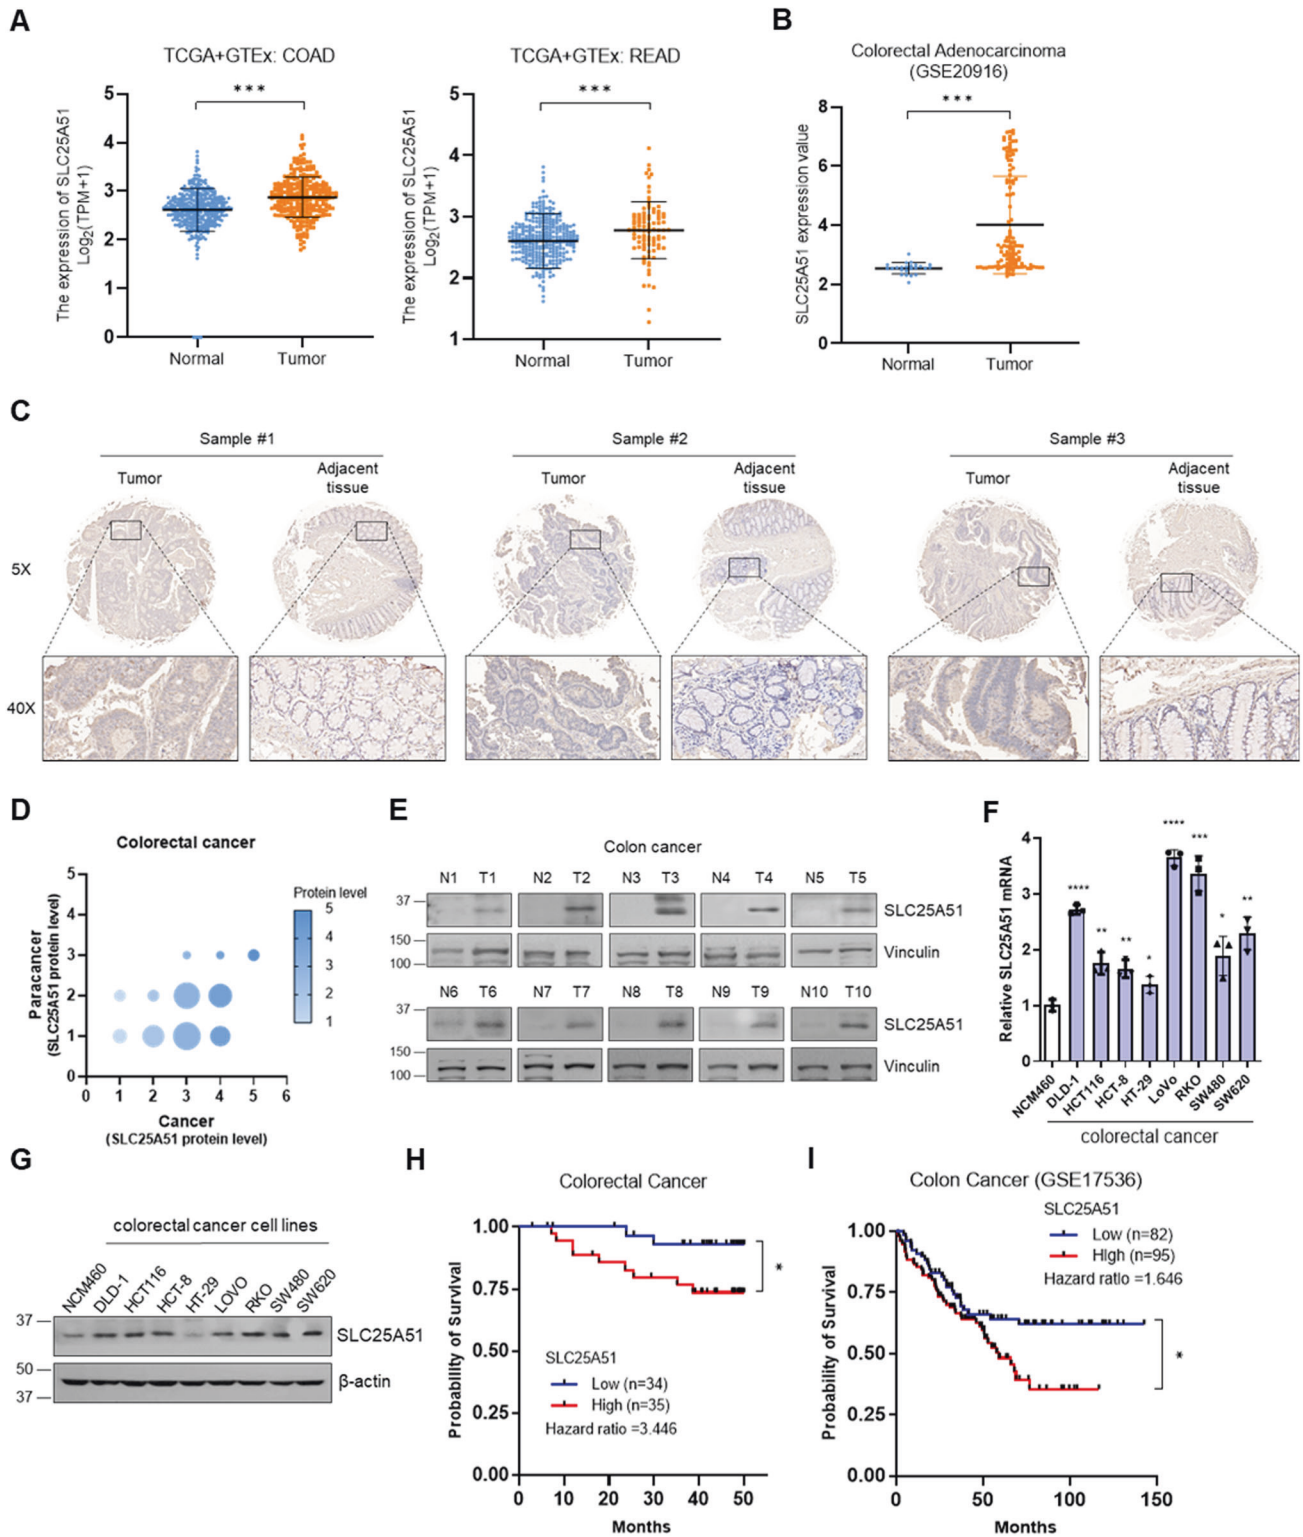 A
TCGA+GTEx: COAD
***
The expression of SLC25A51
Log2(TPM+1)
5
4
3
2
1
0
Normal
Tumor
TCGA+GTEx: READ
***
The expression of SLC25A51
Log2(TPM+1)
5
4
3
2
1
Normal
Tumor
B
Colorectal Adenocarcinoma
(GSE20916)
***
SLC25A51 expression value
8
6
4
2
0
Normal
Tumor
C
Sample #1
Sample #2
Sample #3
Tumor
Adjacent
tissue
Tumor
Adjacent
tissue
Tumor
Adjacent
tissue
5X
40X
D
Colorectal cancer
Paracancer
(SLC25A51 protein level)
5
4
3
2
1
0
0 1 2 3 4 5 6
Cancer
(SLC25A51 protein level)
Protein level
5
4
3
2
1
E
Colon cancer
N1 T1 N2 T2 N3 T3 N4 T4 N5 T5
37
SLC25A51
150
100
Vinculin
N6 T6 N7 T7 N8 T8 N9 T9 N10 T10
37
SLC25A51
150
100
Vinculin
F
Relative SLC25A51 mRNA
4
3
2
1
0
****
**
**
*
****
***
*
**
NCM460
DLD-1
HCT116
HCT-8
HT-29
LoVo
RKO
SW480
SW620
colorectal cancer
G
colorectal cancer cell lines
NCM460
DLD-1
HCT116
HCT-8
HT-29
LOVO
RKO
SW480
SW620
37
SLC25A51
50
37
β-actin
H
Colorectal Cancer
Probability of Survival
1.00
0.75
0.50
0.25
0.00
*
SLC25A51
Low (n=34)
High (n=35)
Hazard ratio =3.446
0 10 20 30 40 50
Months
I
Colon Cancer (GSE17536)
SLC25A51
Low (n=82)
High (n=95)
Hazard ratio =1.646
Probability of Survival
1.00
0.75
0.50
0.25
0.00
*
0 50 100 150
Months